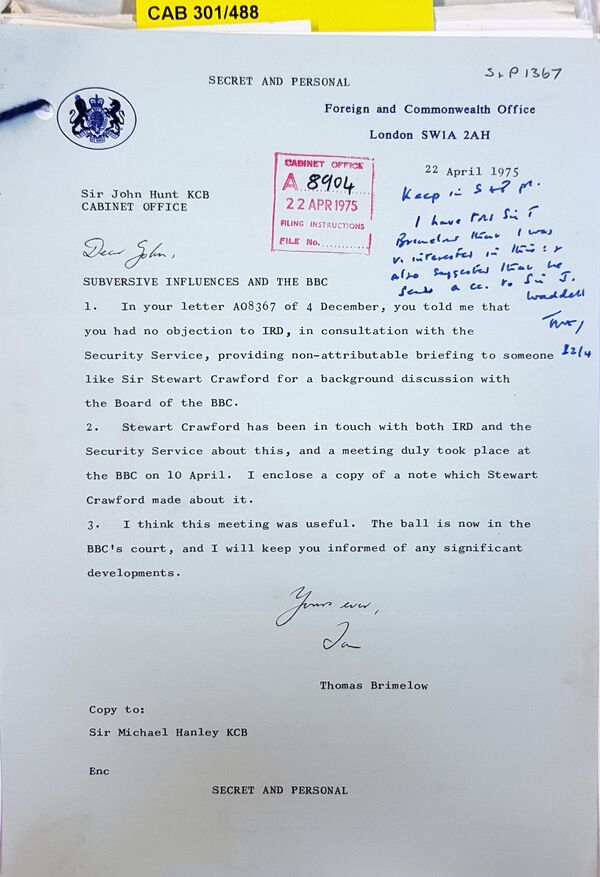 CAB 301/488
S & P 1367
SECRET AND PERSONAL
Foreign and Commonwealth Office
London SW1A 2AH
22 April 1975
CABINET OFFICE
A 8904
22 APR 1975
FILING INSTRUCTIONS
FILE No.
Keep in S & P pl.
I have told Sir T
Brimelow that I was
v. interested in this : &
also suggested that he
sends a cc. to Sir J.
Waddell
22/4
Sir John Hunt KCB
CABINET OFFICE
Dear John,
SUBVERSIVE INFLUENCES AND THE BBC
1. In your letter A08367 of 4 December, you told me that
you had no objection to IRD, in consultation with the
Security Service, providing non-attributable briefing to someone
like Sir Stewart Crawford for a background discussion with
the Board of the BBC.
2. Stewart Crawford has been in touch with both IRD and the
Security Service about this, and a meeting duly took place at
the BBC on 10 April. I enclose a copy of a note which Stewart
Crawford made about it.
3. I think this meeting was useful. The ball is now in the
BBC's court, and I will keep you informed of any significant
developments.
Yours ever,
Tom
Thomas Brimelow
Copy to:
Sir Michael Hanley KCB
Enc
SECRET AND PERSONAL